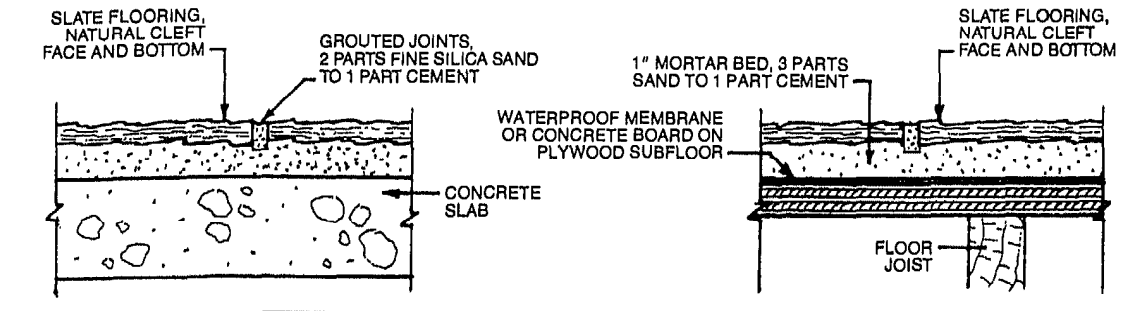 SLATE FLOORING,
NATURAL CLEFT
FACE AND BOTTOM
GROUTED JOINTS,
2 PARTS FINE SILICA SAND
TO 1 PART CEMENT
CONCRETE
SLAB
SLATE FLOORING,
NATURAL CLEFT
FACE AND BOTTOM
1" MORTAR BED, 3 PARTS
SAND TO 1 PART CEMENT
WATERPROOF MEMBRANE
OR CONCRETE BOARD ON
PLYWOOD SUBFLOOR
FLOOR
JOIST